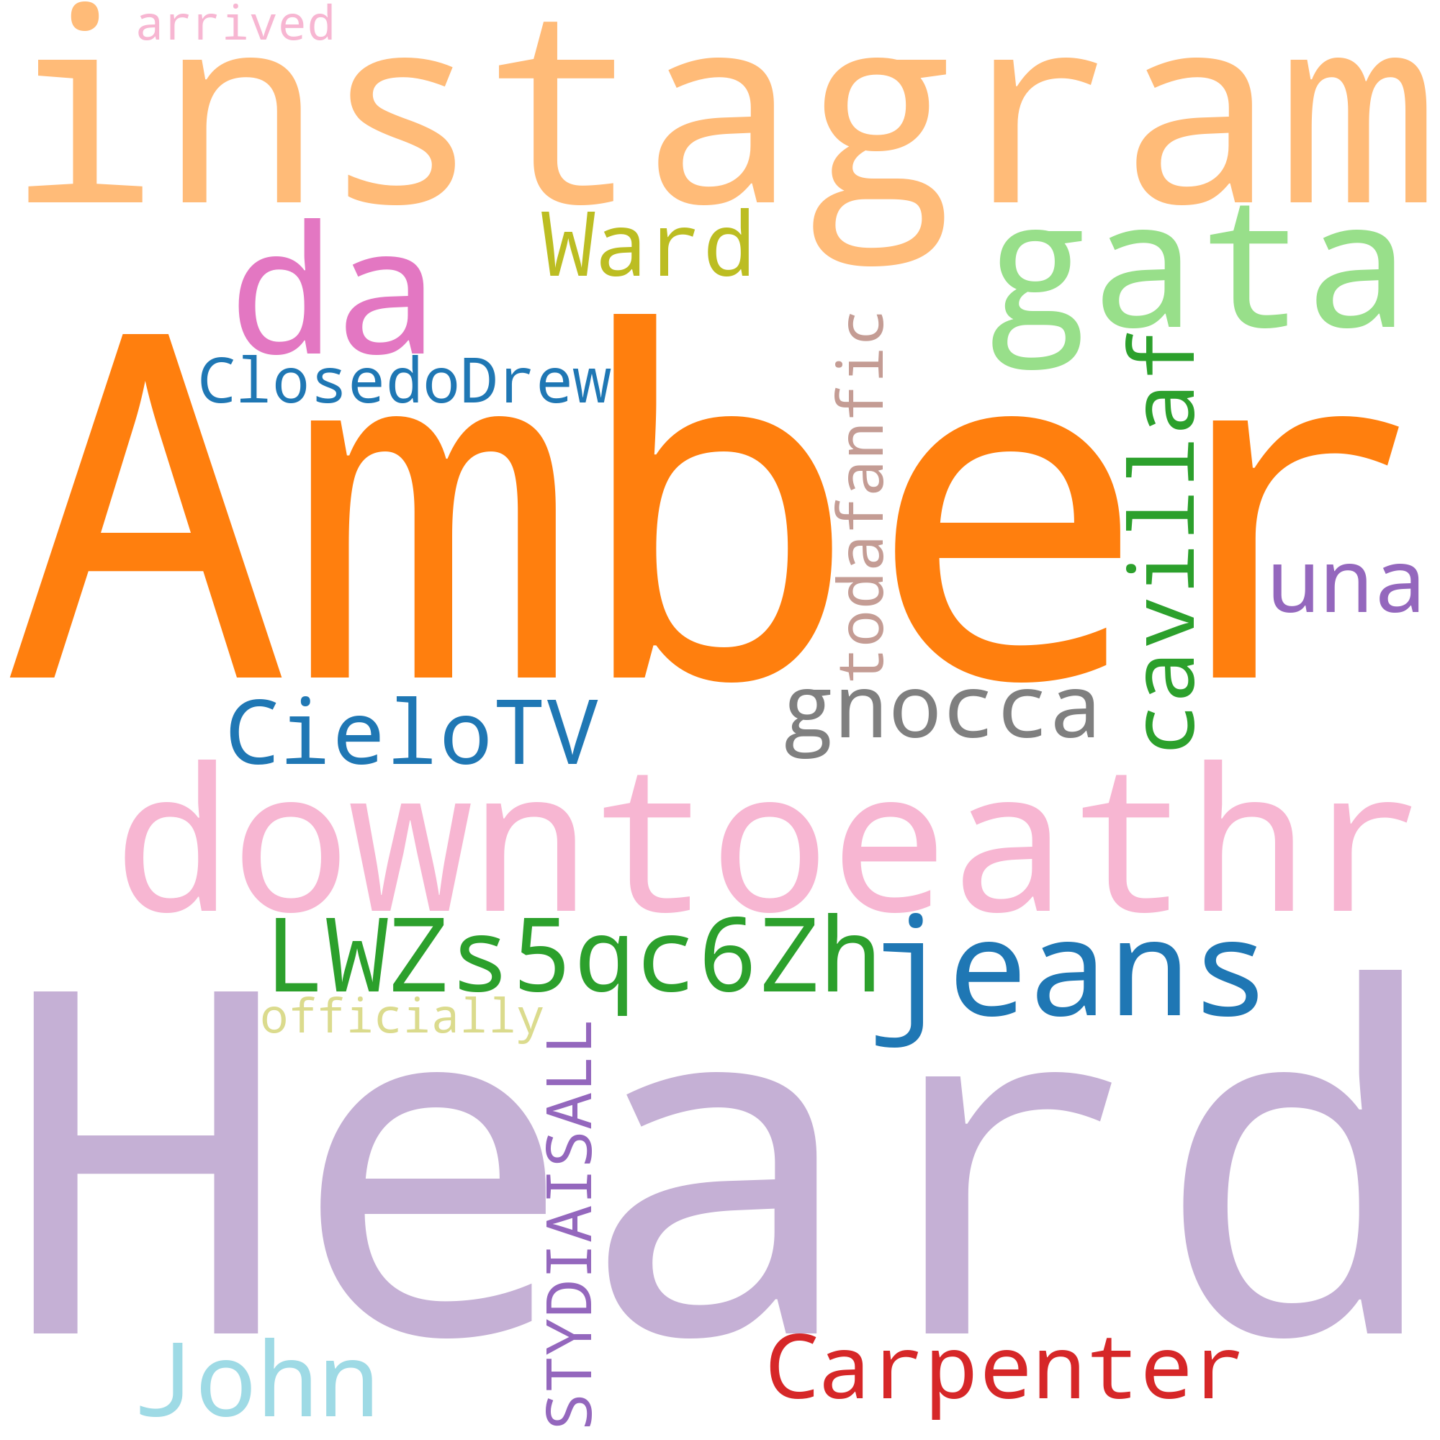 arrived
instagram
Ward
da
gata
ClosedoDrew
todafanfic
cavillaf
Amber
una
CieloTV
gnocca
downtoeathr
LWZs5qc6Zh
jeans
officially
STYDIAISALL
Heard
John
Carpenter